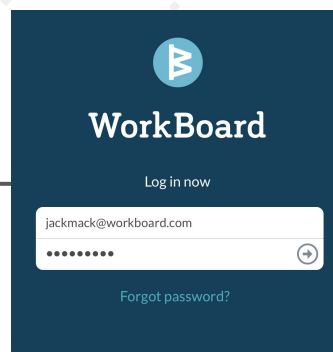 WorkBoard
Log in now
jackmack@workboard.com
•••••••••
Forgot password?